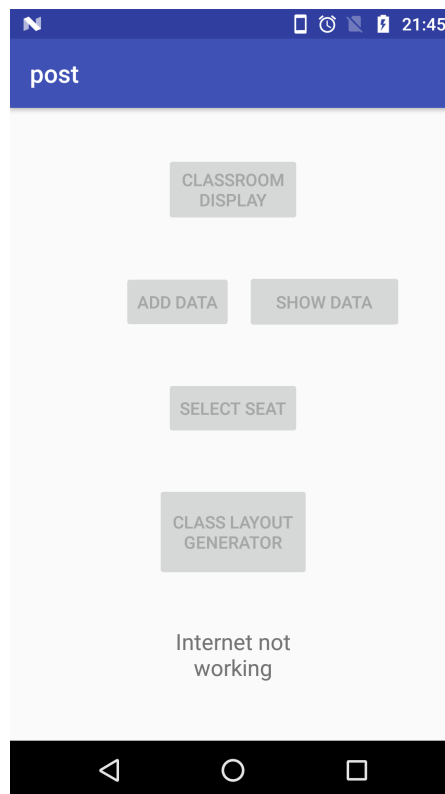 21:45
post
CLASSROOM
DISPLAY
ADD DATA
SHOW DATA
SELECT SEAT
CLASS LAYOUT
GENERATOR
Internet not
working